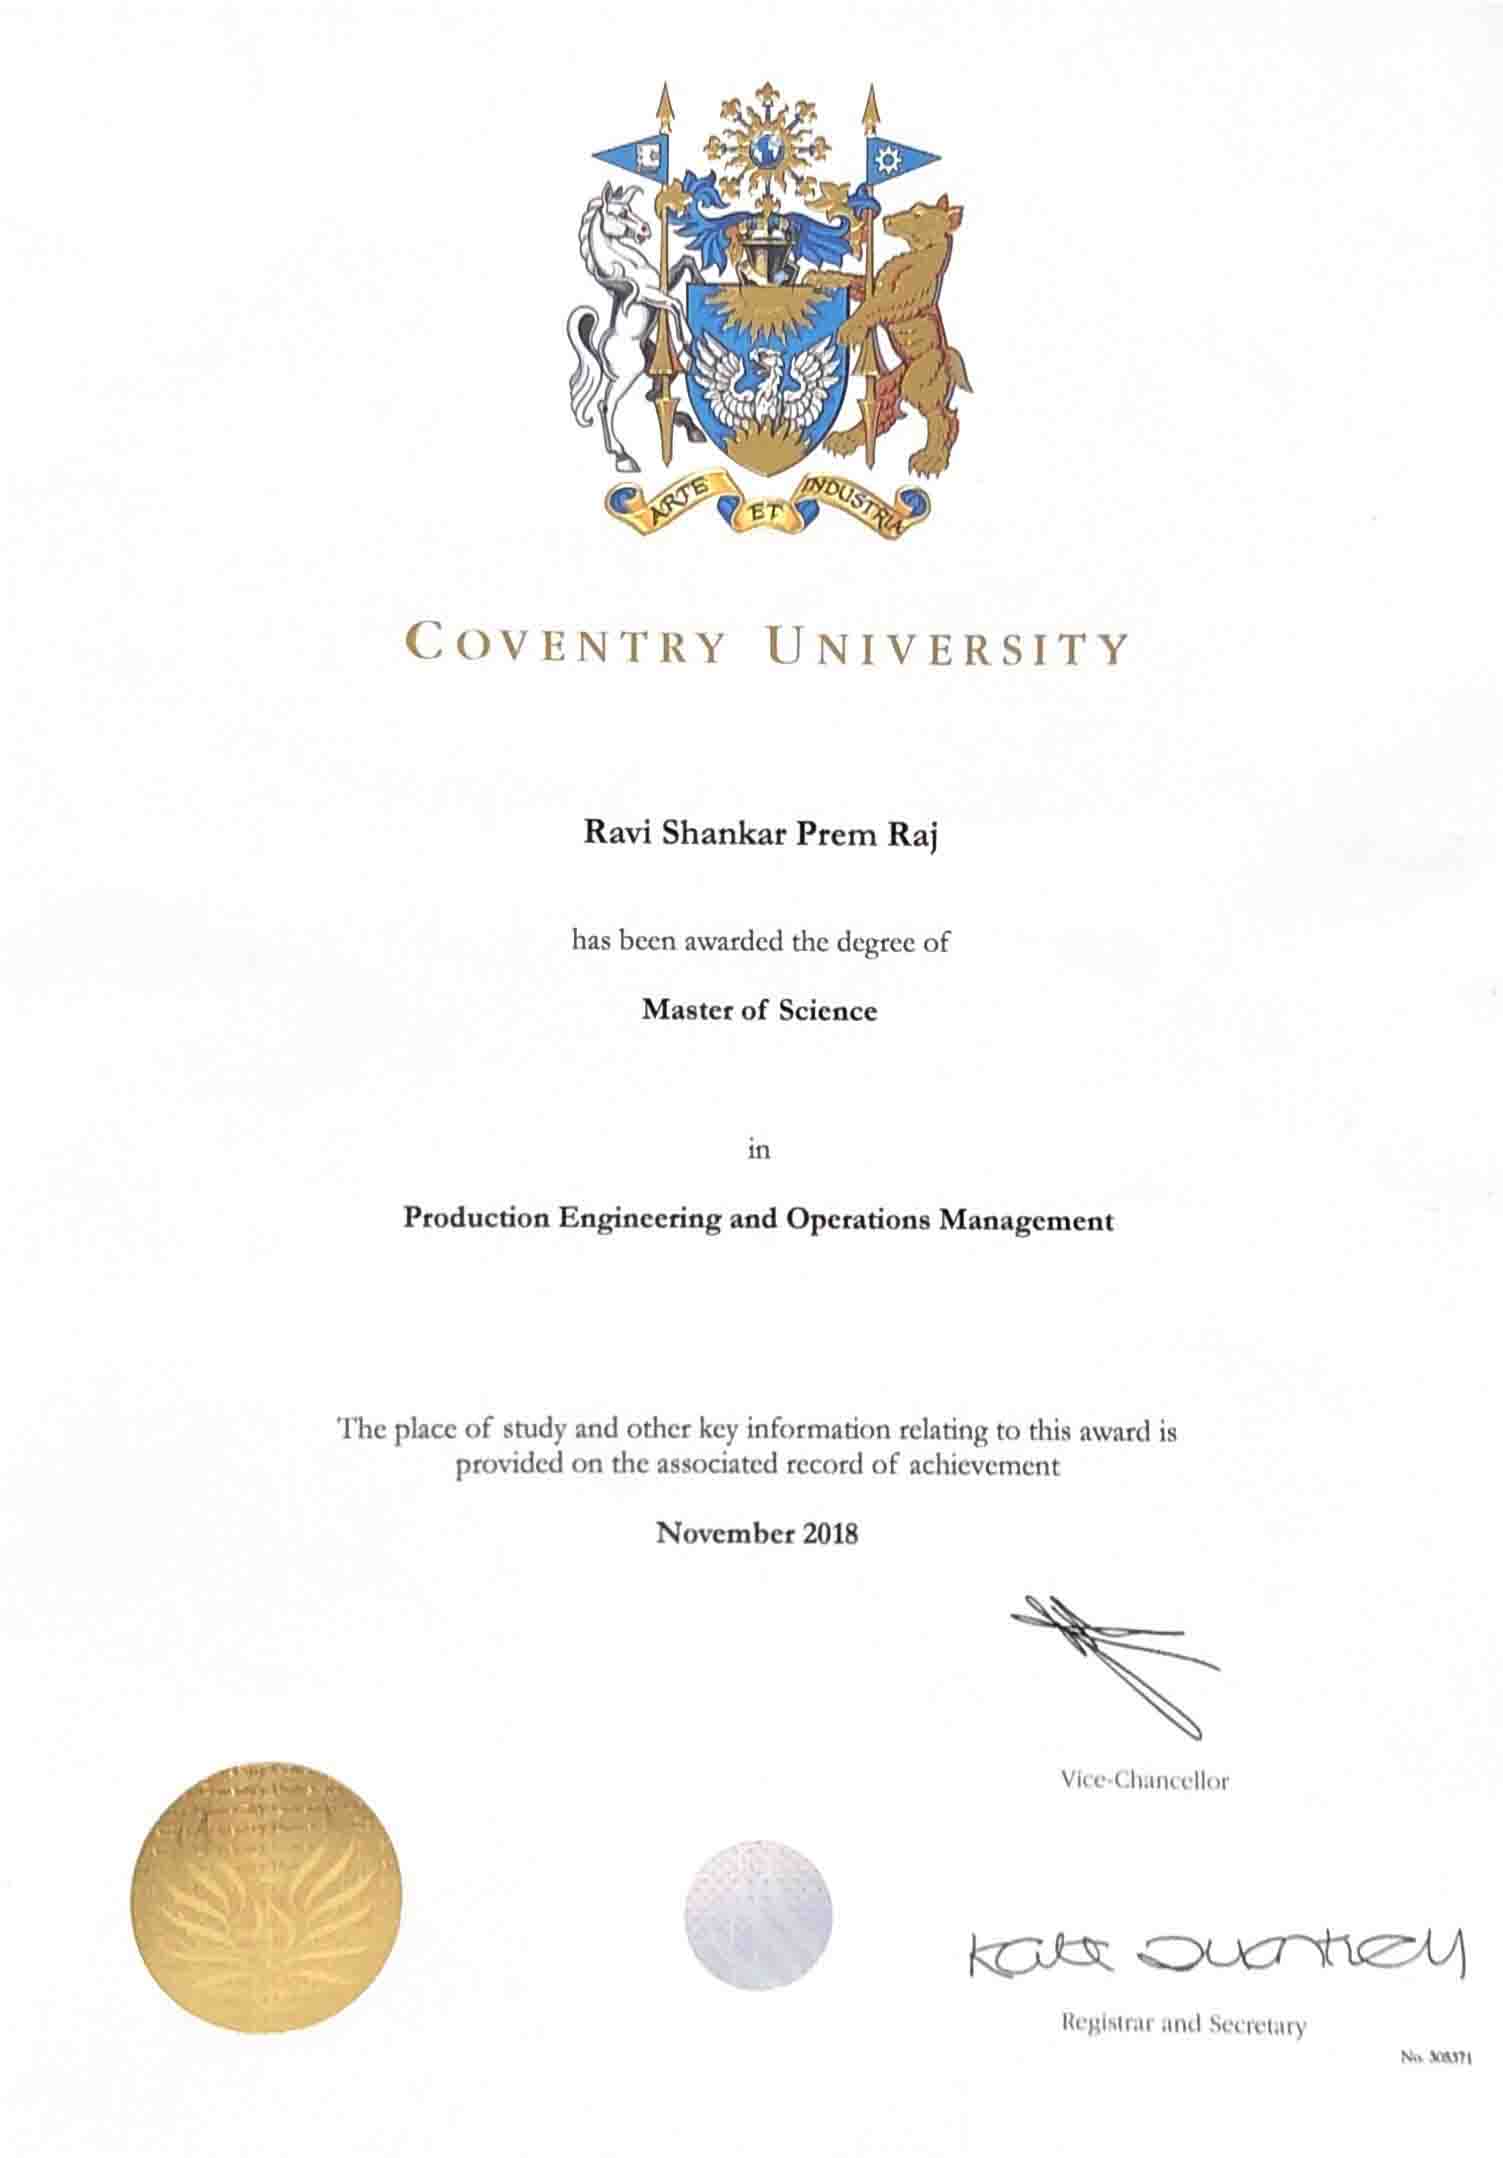 ARTE ET INDUSTRIA
COVENTRY UNIVERSITY
Ravi Shankar Prem Raj
has been awarded the degree of
Master of Science
in
Production Engineering and Operations Management
The place of study and other key information relating to this award is
provided on the associated record of achievement
November 2018
Vice-Chancellor
Kate Quantrell
Registrar and Secretary
No.